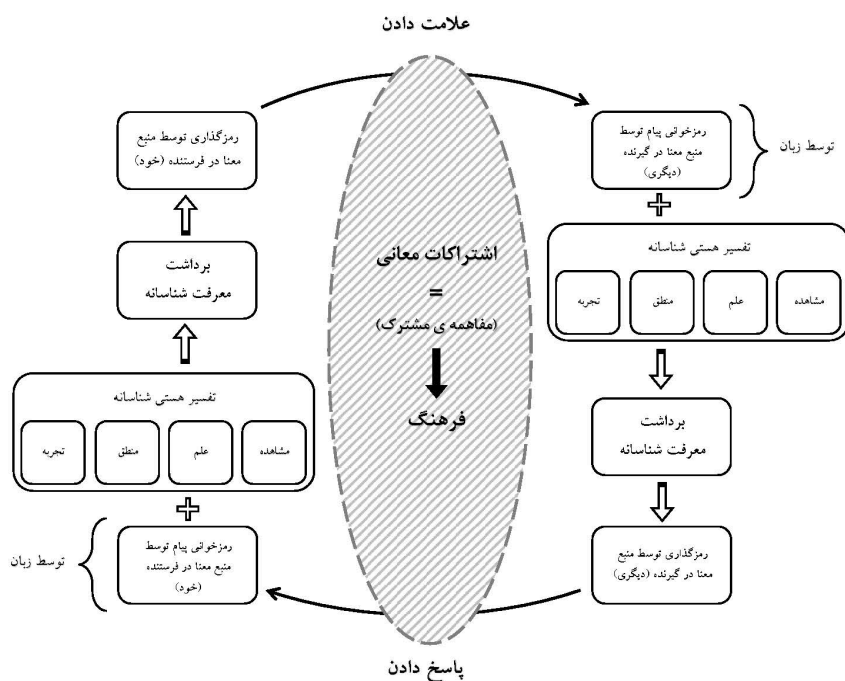 علامت دادن
رمزخوانی پیام توسط
منبع معنا در گیرنده
(دیگری)
توسط زبان
تفسیر هستی شناسانه
مشاهده
علم
منطق
تجربه
برداشت
معرفت شناسانه
رمزگذاری توسط منبع
معنا در گیرنده (دیگری)
اشتراکات معانی
=
(مفاهمه ی مشترک)
فرهنگ
رمزگذاری توسط منبع
معنا در فرستنده (خود)
برداشت
معرفت شناسانه
تفسیر هستی شناسانه
مشاهده
علم
منطق
تجربه
رمزخوانی پیام توسط
منبع معنا در فرستنده
(خود)
توسط زبان
پاسخ دادن